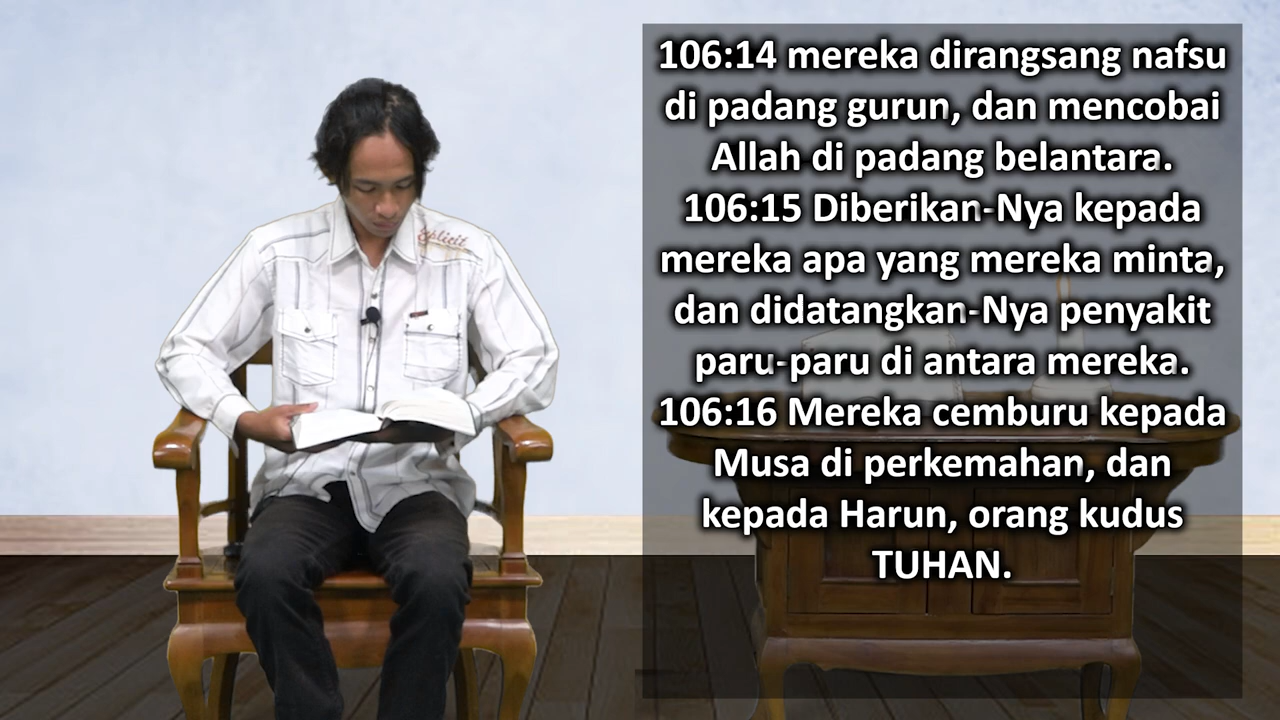 106:14 mereka dirangsang nafsu
di padang gurun, dan mencobai
Allah di padang belantara.
106:15 Diberikan-Nya kepada
mereka apa yang mereka minta,
dan didatangkan-Nya penyakit
paru-paru di antara mereka.
106:16 Mereka cemburu kepada
Musa di perkemahan, dan
kepada Harun, orang kudus
TUHAN.